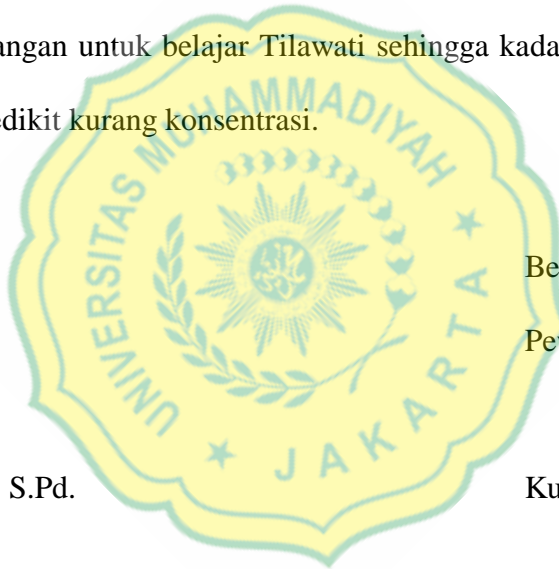 angan untuk belajar Tilawati sehingga kada
edikit kurang konsentrasi.
UNIVERSITAS MUHAMMADIYAH
JAKARTA
Be
Pe
S.Pd.
Ku